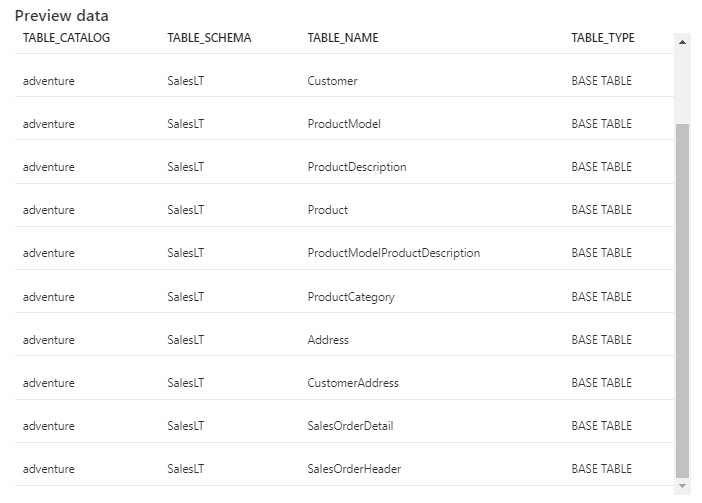 Preview data
TABLE_CATALOG TABLE_SCHEMA TABLE_NAME TABLE_TYPE
adventure SalesLT Customer BASE TABLE
adventure SalesLT ProductModel BASE TABLE
adventure SalesLT ProductDescription BASE TABLE
adventure SalesLT Product BASE TABLE
adventure SalesLT ProductModelProductDescription BASE TABLE
adventure SalesLT ProductCategory BASE TABLE
adventure SalesLT Address BASE TABLE
adventure SalesLT CustomerAddress BASE TABLE
adventure SalesLT SalesOrderDetail BASE TABLE
adventure SalesLT SalesOrderHeader BASE TABLE